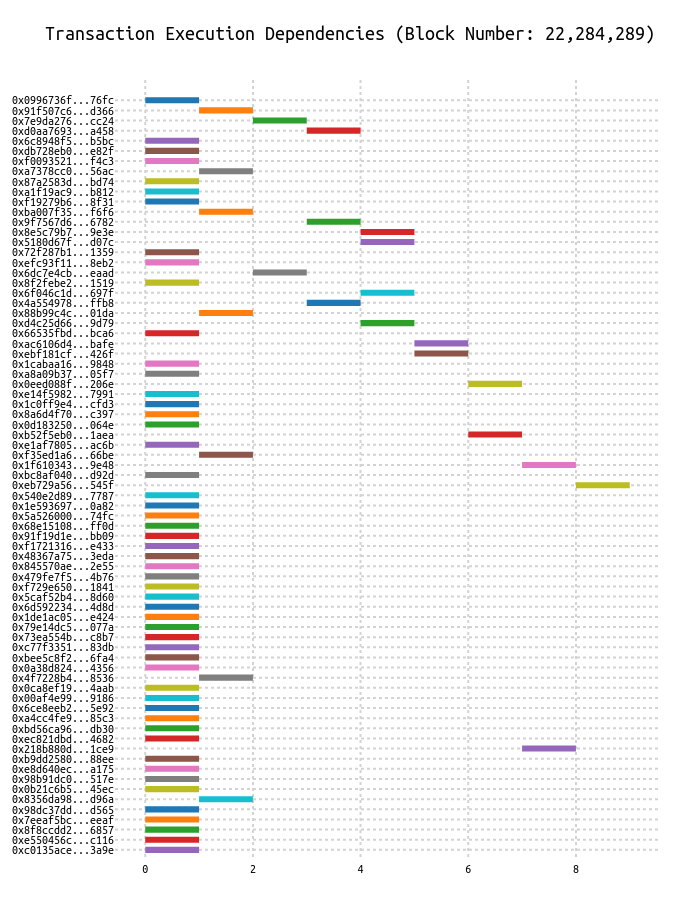 Transaction Execution Dependencies (Block Number: 22,284,289)
0x0996736f...76fc
0x91f507c6...d366
0x7e9da276...cc24
0xd0aa7693...a458
0x6c8948f5...b5bc
0xdb728eb0...e82f
0xf0093521...f4c3
0xa7378cc0...56ac
0x87a2583d...bd74
0xa1f19ac9...b812
0xf19279b6...8f31
0xba007f35...f6f6
0x9f7567d6...6782
0x8e5c79b7...9e3e
0x5180d67f...d07c
0x72f287b1...1359
0xefc93f11...8eb2
0x6dc7e4cb...eaad
0x8f2febe2...1519
0x6f046c1d...697f
0x4a554978...ffb8
0x88b99c4c...01da
0xd4c25d66...9d79
0x66535fbd...bca6
0xac6106d4...bafe
0xebf181cf...426f
0x1cabaa16...9848
0xa8a09b37...05f7
0x0eed088f...206e
0xe14f5982...7991
0x1c0ff9e4...cfd3
0x8a6d4f70...c397
0x0d183250...064e
0xb52f5eb0...1aea
0xe1af7805...ac6b
0xf35ed1a6...66be
0x1f610343...9e48
0xbc8af040...d92d
0xeb729a56...545f
0x540e2d89...7787
0x1e593697...0a82
0x5a526000...74fc
0x68e15108...ff0d
0x91f19d1e...bb09
0xf1721316...e433
0x48367a75...3eda
0x845570ae...2e55
0x479fe7f5...4b76
0xf729e650...1841
0x5caf52b4...8d60
0x6d592234...4d8d
0x1de1ac05...e424
0x79e14dc5...077a
0x73ea554b...c8b7
0xc77f3351...83db
0xbee5c8f2...6fa4
0x0a38d824...4356
0x4f7228b4...8536
0x0ca8ef19...4aab
0x00af4e99...9186
0x6ce8eeb2...5e92
0xa4cc4fe9...85c3
0xbd56ca96...db30
0xec821dbd...4682
0x218b880d...1ce9
0xb9dd2580...88ee
0xe8d640ec...a175
0x98b91dc0...517e
0x0b21c6b5...45ec
0x8356da98...d96a
0x98dc37dd...d565
0x7eeaf5bc...eeaf
0x8f8ccdd2...6857
0xe550456c...c116
0xc0135ace...3a9e
0 2 4 6 8